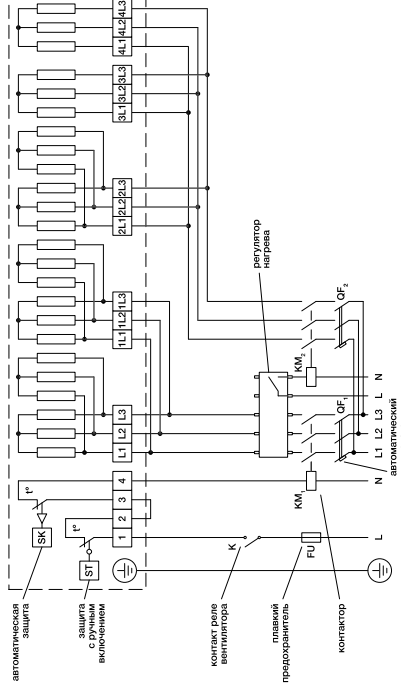 автоматическая
защита
защита
с ручным
включением
контакт реле
вентилятора
плавкий
предохранитель
контактор
автоматический
регулятор
нагрева
SK
ST
t°
t°
1
2
3
4
L1
L2
L3
1L1
1L2
1L3
2L1
2L2
2L3
3L1
3L2
3L3
4L1
4L2
4L3
K
FU
KM1
KM2
QF1
QF2
L
N
L1
L2
L3
L
N